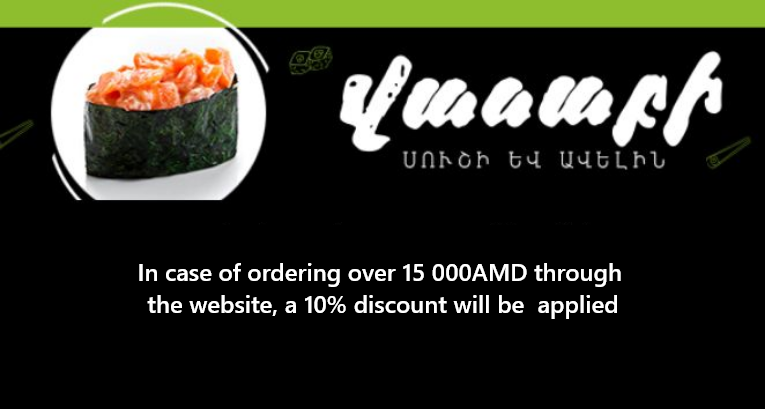 Վասաբի
ՍՈՒՇԻ ԵՎ ԱՎԵԼԻՆ
In case of ordering over 15 000AMD through
the website, a 10% discount will be applied